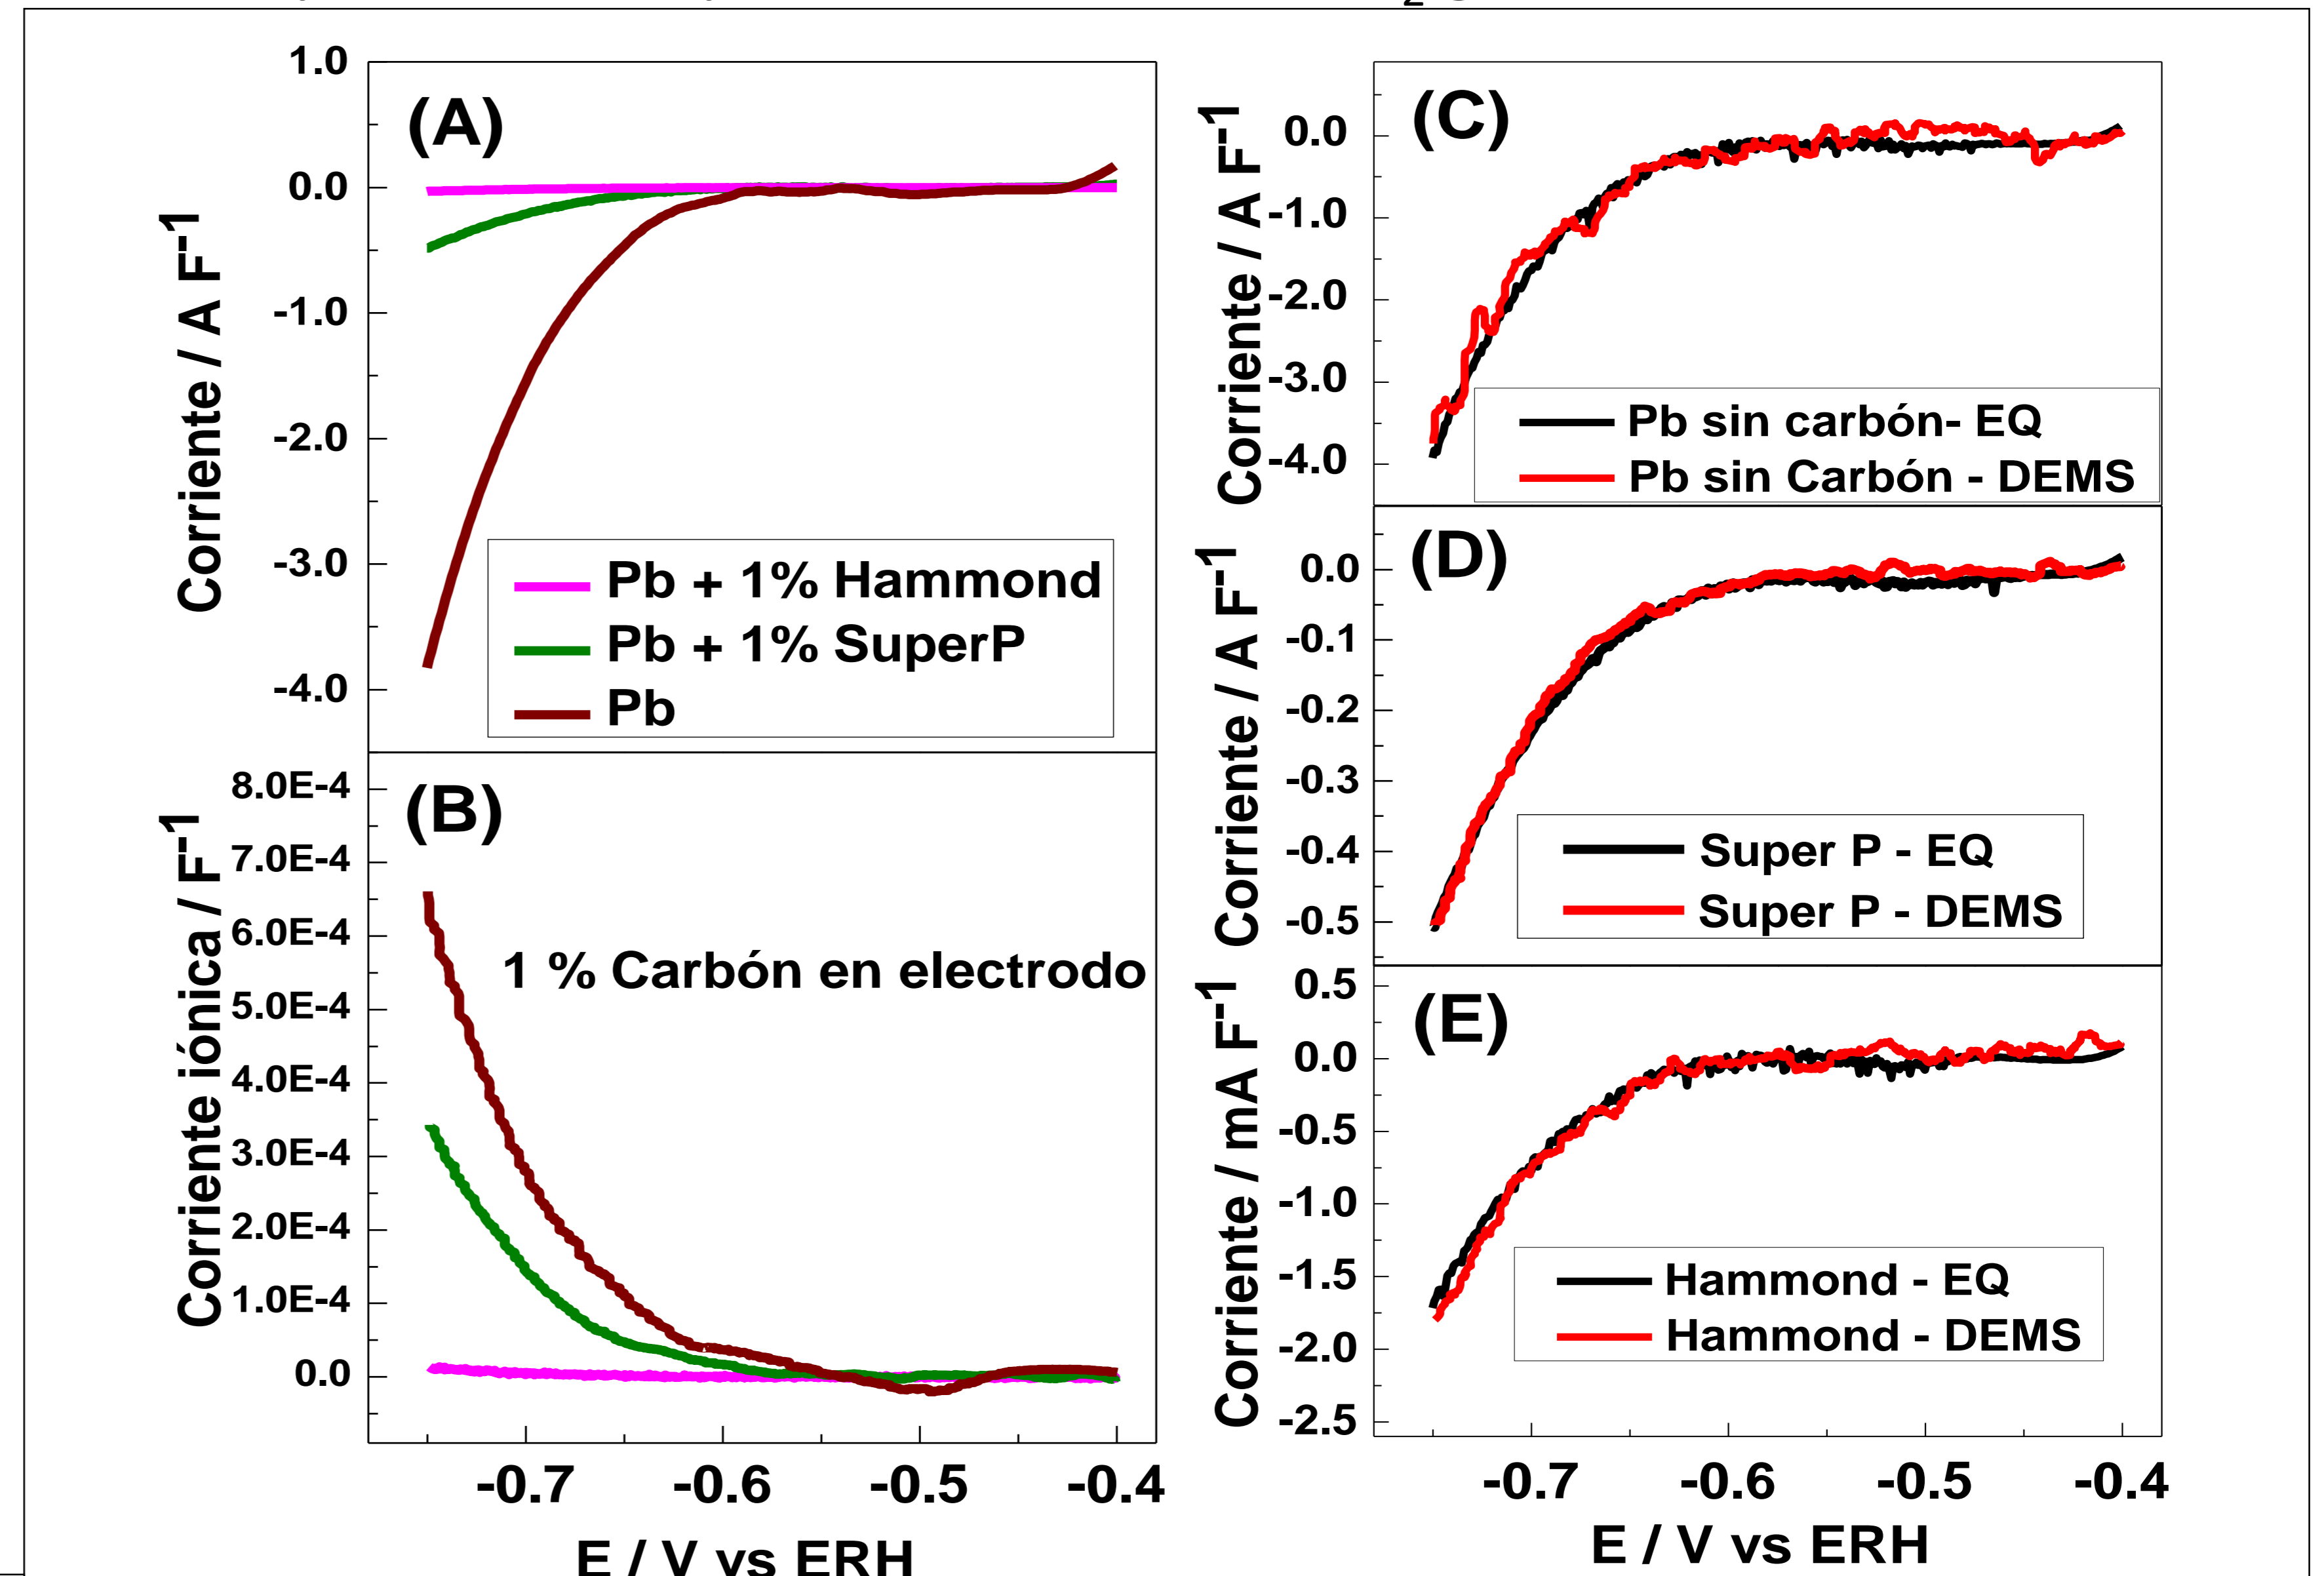 (A)
Corriente / A F-1
1.0
0.0
-1.0
-2.0
-3.0
-4.0
Pb + 1% Hammond
Pb + 1% SuperP
Pb
(B)
Corriente iónica / F-1
8.0E-4
7.0E-4
6.0E-4
5.0E-4
4.0E-4
3.0E-4
2.0E-4
1.0E-4
0.0
1 % Carbón en electrodo
-0.7 -0.6 -0.5 -0.4
E / V vs ERH
(C)
Corriente / A F-1
0.0
-1.0
-2.0
-3.0
-4.0
Pb sin carbón- EQ
Pb sin Carbón - DEMS
(D)
Corriente / A F-1
0.0
-0.1
-0.2
-0.3
-0.4
-0.5
Super P - EQ
Super P - DEMS
(E)
Corriente / mA F-1
0.5
0.0
-0.5
-1.0
-1.5
-2.0
-2.5
Hammond - EQ
Hammond - DEMS
-0.7 -0.6 -0.5 -0.4
E / V vs ERH